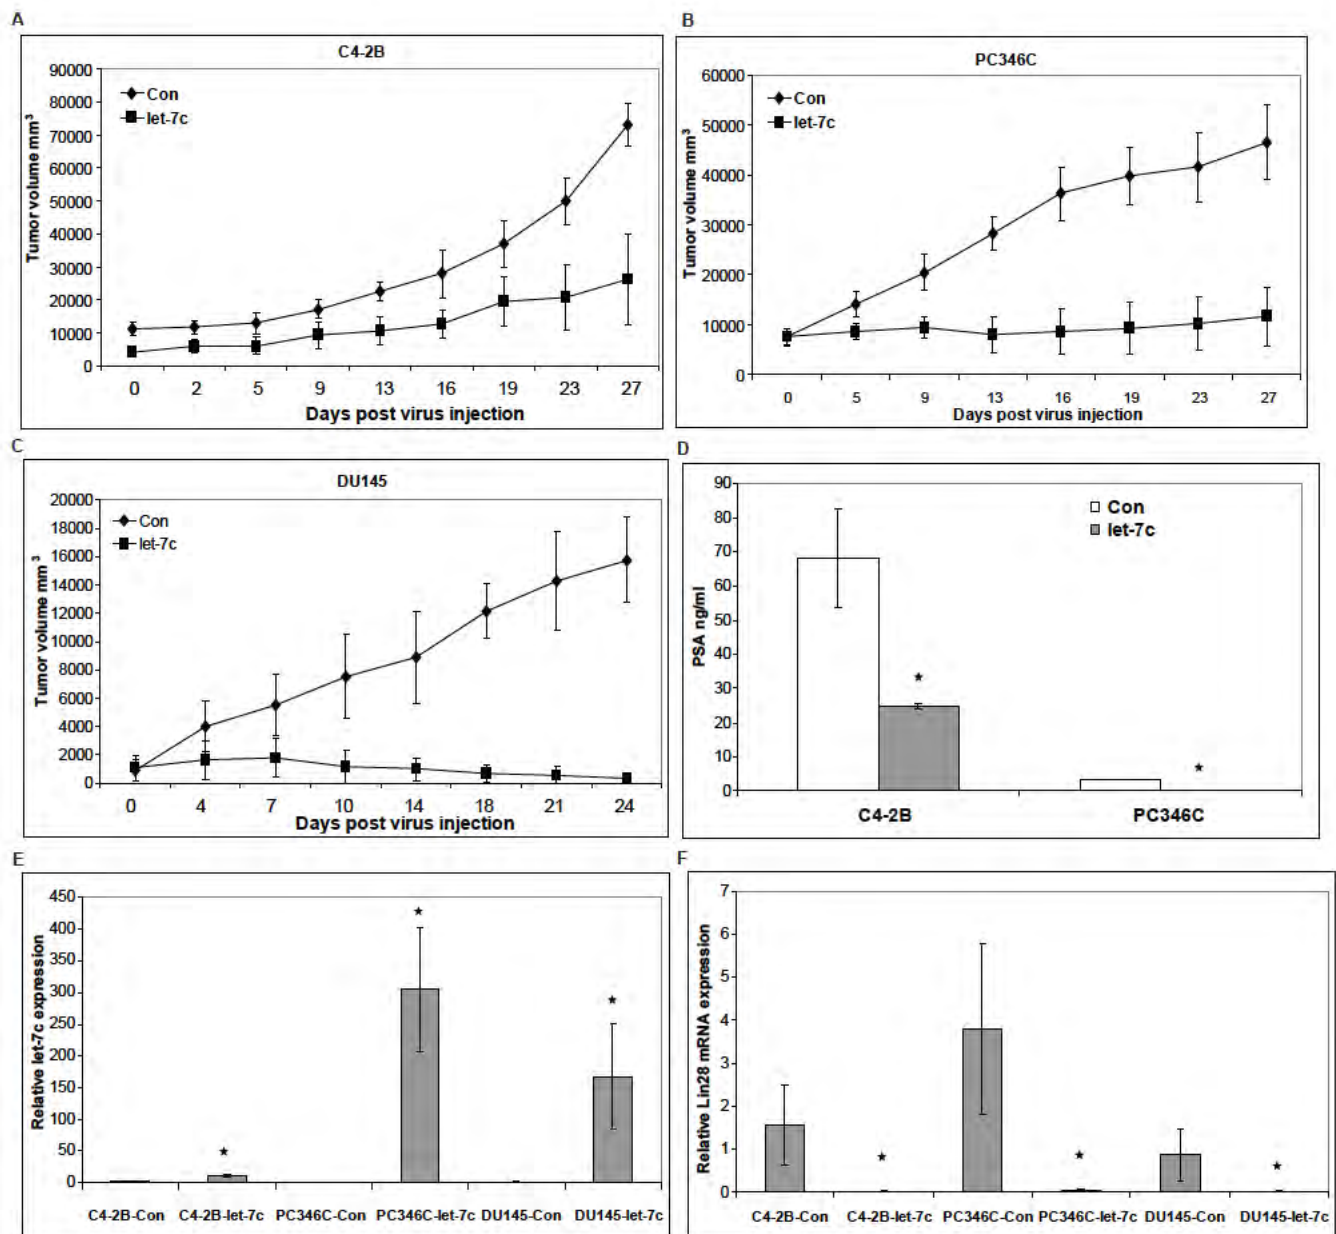 A
C4-2B
90000
80000
70000
60000
50000
40000
30000
20000
10000
0
Tumor volume mm³
Con
let-7c
0 2 5 9 13 16 19 23 27
Days post virus injection
B
PC346C
60000
50000
40000
30000
20000
10000
0
Tumor volume mm³
Con
let-7c
0 5 9 13 16 19 23 27
Days post virus injection
C
DU145
20000
18000
16000
14000
12000
10000
8000
6000
4000
2000
0
Tumor volume mm³
Con
let-7c
0 4 7 10 14 18 21 24
Days post virus injection
D
90
80
70
60
50
40
30
20
10
0
PSA ng/ml
Con
let-7c
★
★
C4-2B PC346C
E
450
400
350
300
250
200
150
100
50
0
Relative let-7c expression
★
★
★
C4-2B-Con C4-2B-let-7c PC346C-Con PC346C-let-7c DU145-Con DU145-let-7c
F
7
6
5
4
3
2
1
0
Relative Lin28 mRNA expression
★
★
★
C4-2B-Con C4-2B-let-7c PC346C-Con PC346C-let-7c DU145-Con DU145-let-7c